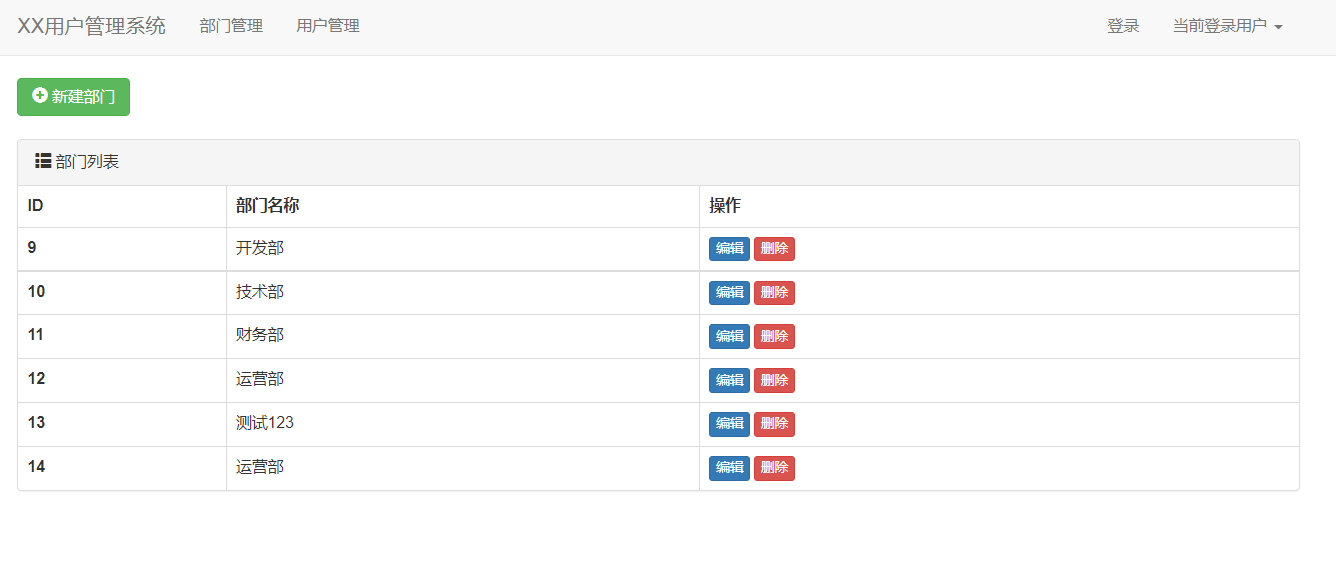 XX用户管理系统 部门管理 用户管理 登录 当前登录用户
新建部门
部门列表
ID 部门名称 操作
9 开发部 编辑 删除
10 技术部 编辑 删除
11 财务部 编辑 删除
12 运营部 编辑 删除
13 测试123 编辑 删除
14 运营部 编辑 删除